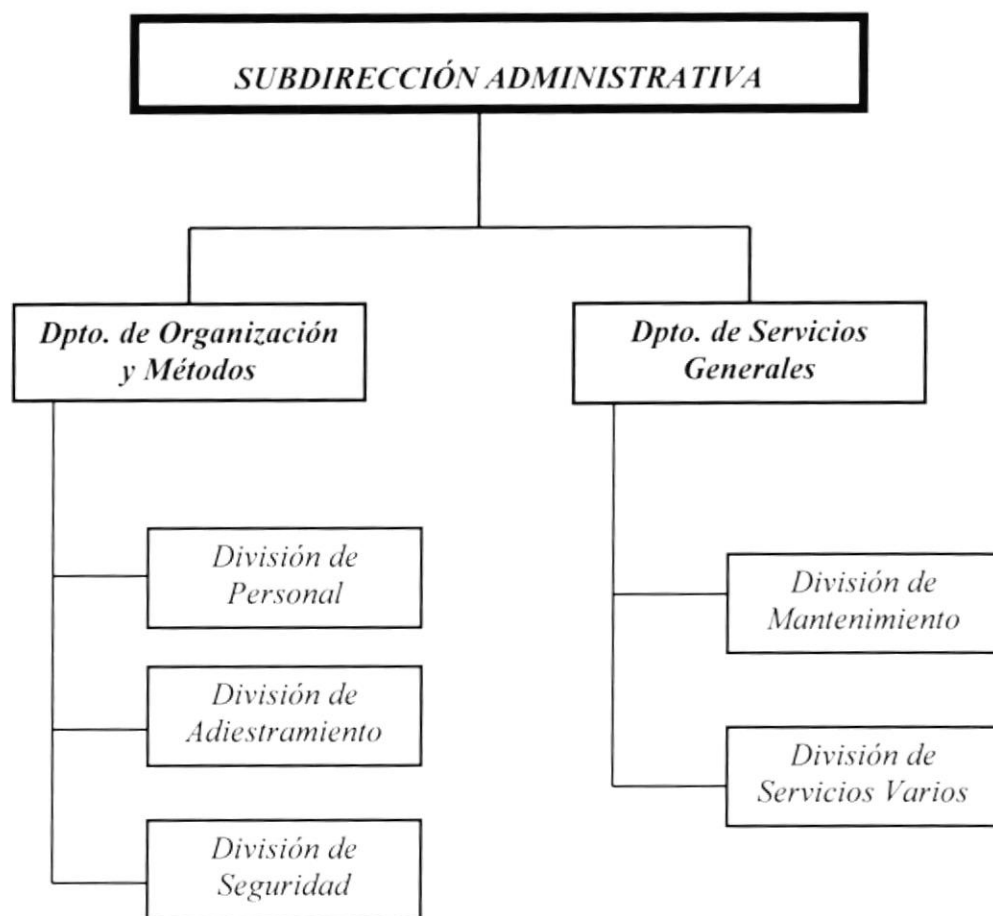 SUBDIRECCIÓN ADMINISTRATIVA
Dpto. de Organización
y Métodos
Dpto. de Servicios
Generales
División de
Personal
División de
Mantenimiento
División de
Adiestramiento
División de
Servicios Varios
División de
Seguridad